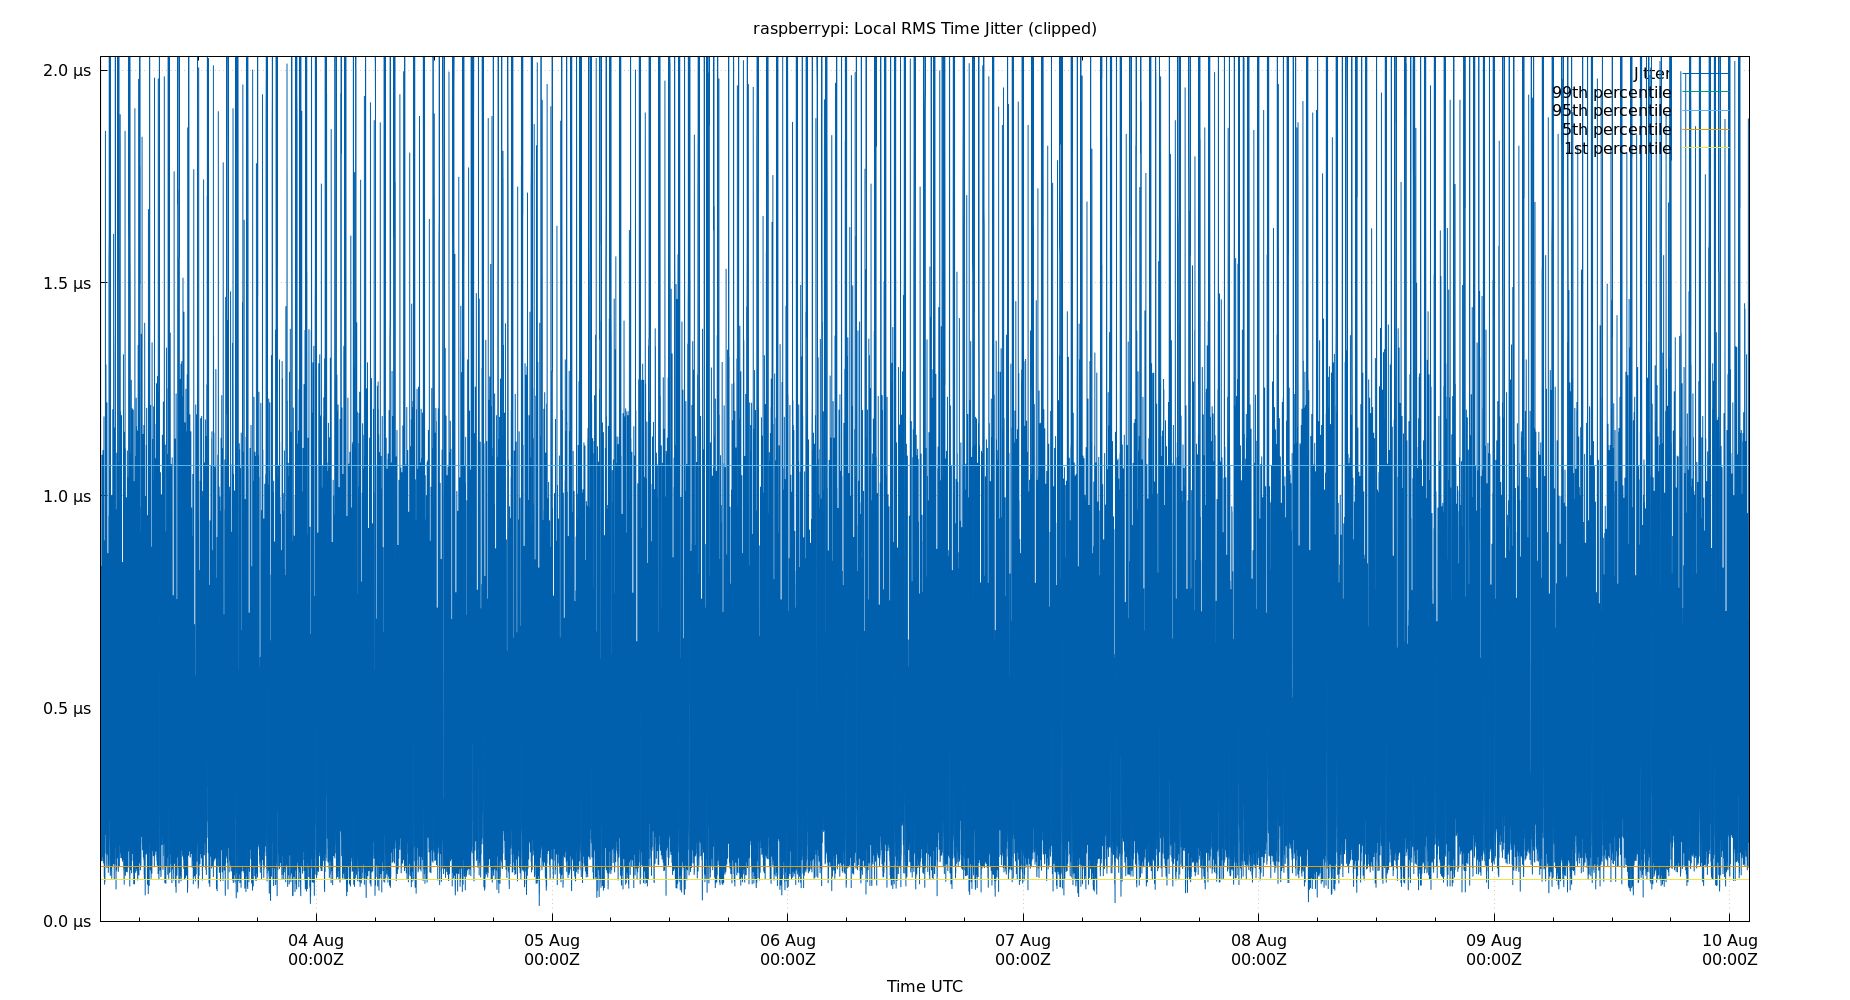 raspberrypi: Local RMS Time Jitter (clipped)
2.0 µs
1.5 µs
1.0 µs
0.5 µs
0.0 µs
Jitter
99th percentile
95th percentile
5th percentile
1st percentile
04 Aug
00:00Z
05 Aug
00:00Z
06 Aug
00:00Z
07 Aug
00:00Z
08 Aug
00:00Z
09 Aug
00:00Z
10 Aug
00:00Z
Time UTC